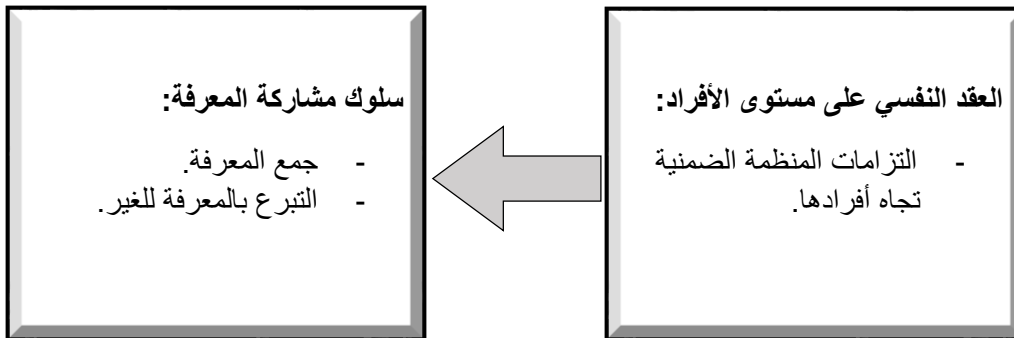 العقد النفسي على مستوى الأفراد:
- التزامات المنظمة الضمنية
تجاه أفرادها.
سلوك مشاركة المعرفة:
- جمع المعرفة.
- التبرع بالمعرفة للغير.